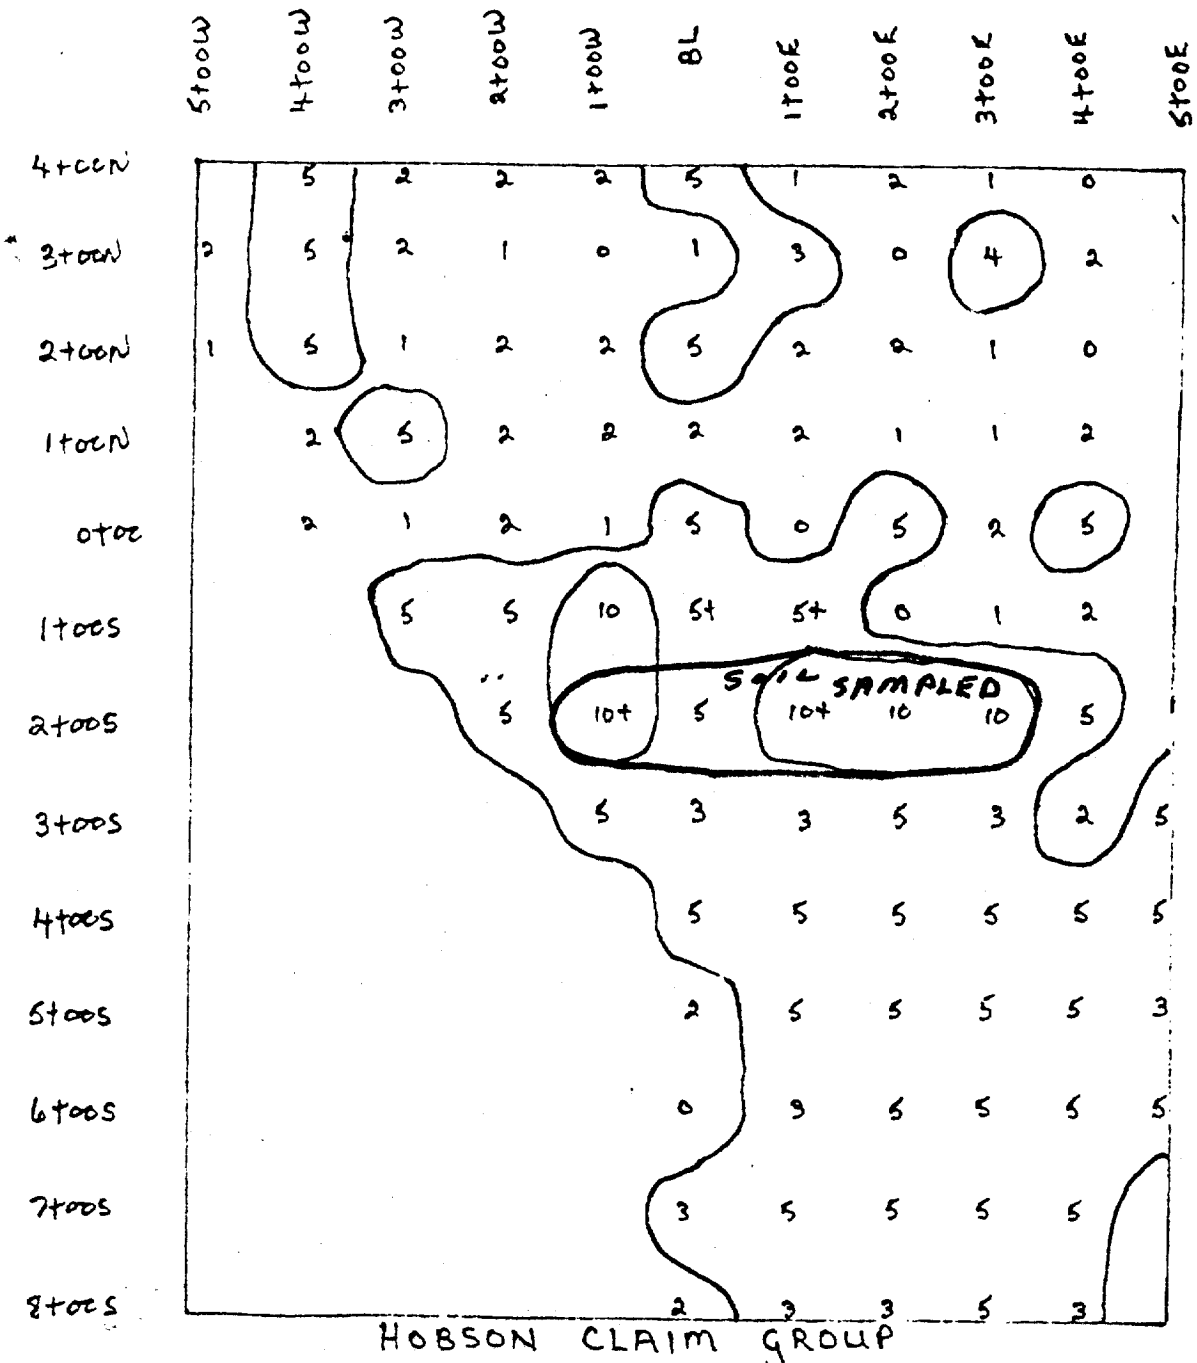 5+00W 4+00W 3+00W 2+00W 1+00W BL 1+00E 2+00E 3+00E 4+00E 5+00E
4+00N 5 2 2 2 5 1 2 1 0
3+00N 2 5 2 1 0 1 3 0 4 2
2+00N 1 5 1 2 2 5 2 2 1 0
1+00N 2 5 2 2 2 2 1 1 2
0+00 2 1 2 1 5 0 5 2 5
1+00S 5 5 10 5+ 5+ 0 1 2
SOIL SAMPLED
2+00S 5 10+ 5 10+ 10 10 5
3+00S 5 3 3 5 3 2 5
4+00S 5 5 5 5 5 5
5+00S 2 5 5 5 5 3
6+00S 0 3 5 5 5 5
7+00S 3 5 5 5 5
8+00S 2 3 3 5 3
HOBSON CLAIM GROUP